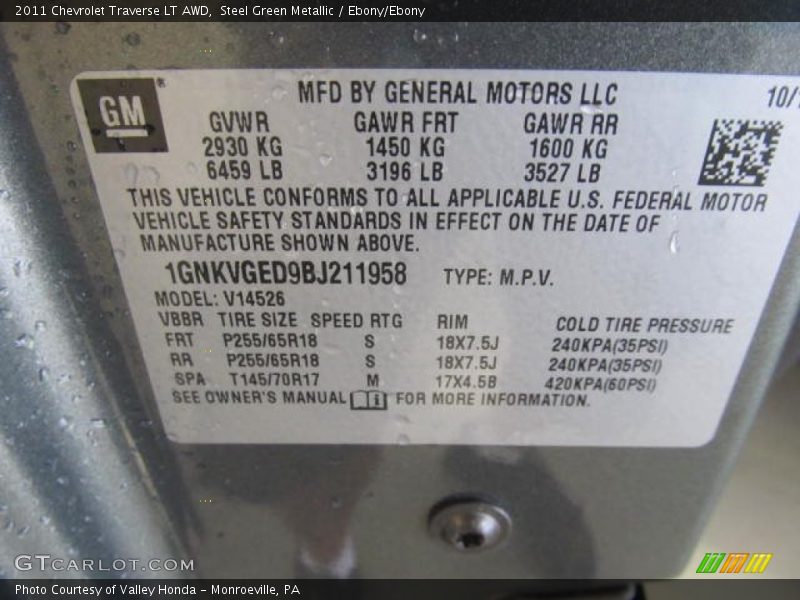 2011 Chevrolet Traverse LT AWD, Steel Green Metallic / Ebony/Ebony
GM
MFD BY GENERAL MOTORS LLC
10/
GVWR GAWR FRT GAWR RR
2930 KG 1450 KG 1600 KG
6459 LB 3196 LB 3527 LB
THIS VEHICLE CONFORMS TO ALL APPLICABLE U.S. FEDERAL MOTOR
VEHICLE SAFETY STANDARDS IN EFFECT ON THE DATE OF
MANUFACTURE SHOWN ABOVE.
1GNKVGED9BJ211958 TYPE: M.P.V.
MODEL: V14526
VBBR TIRE SIZE SPEED RTG RIM COLD TIRE PRESSURE
FRT P255/65R18 S 18X7.5J 240KPA(35PSI)
RR P255/65R18 S 18X7.5J 240KPA(35PSI)
SPA T145/70R17 M 17X4.5B 420KPA(60PSI)
SEE OWNER'S MANUAL FOR MORE INFORMATION.
GTCARLOT.COM
Photo Courtesy of Valley Honda - Monroeville, PA